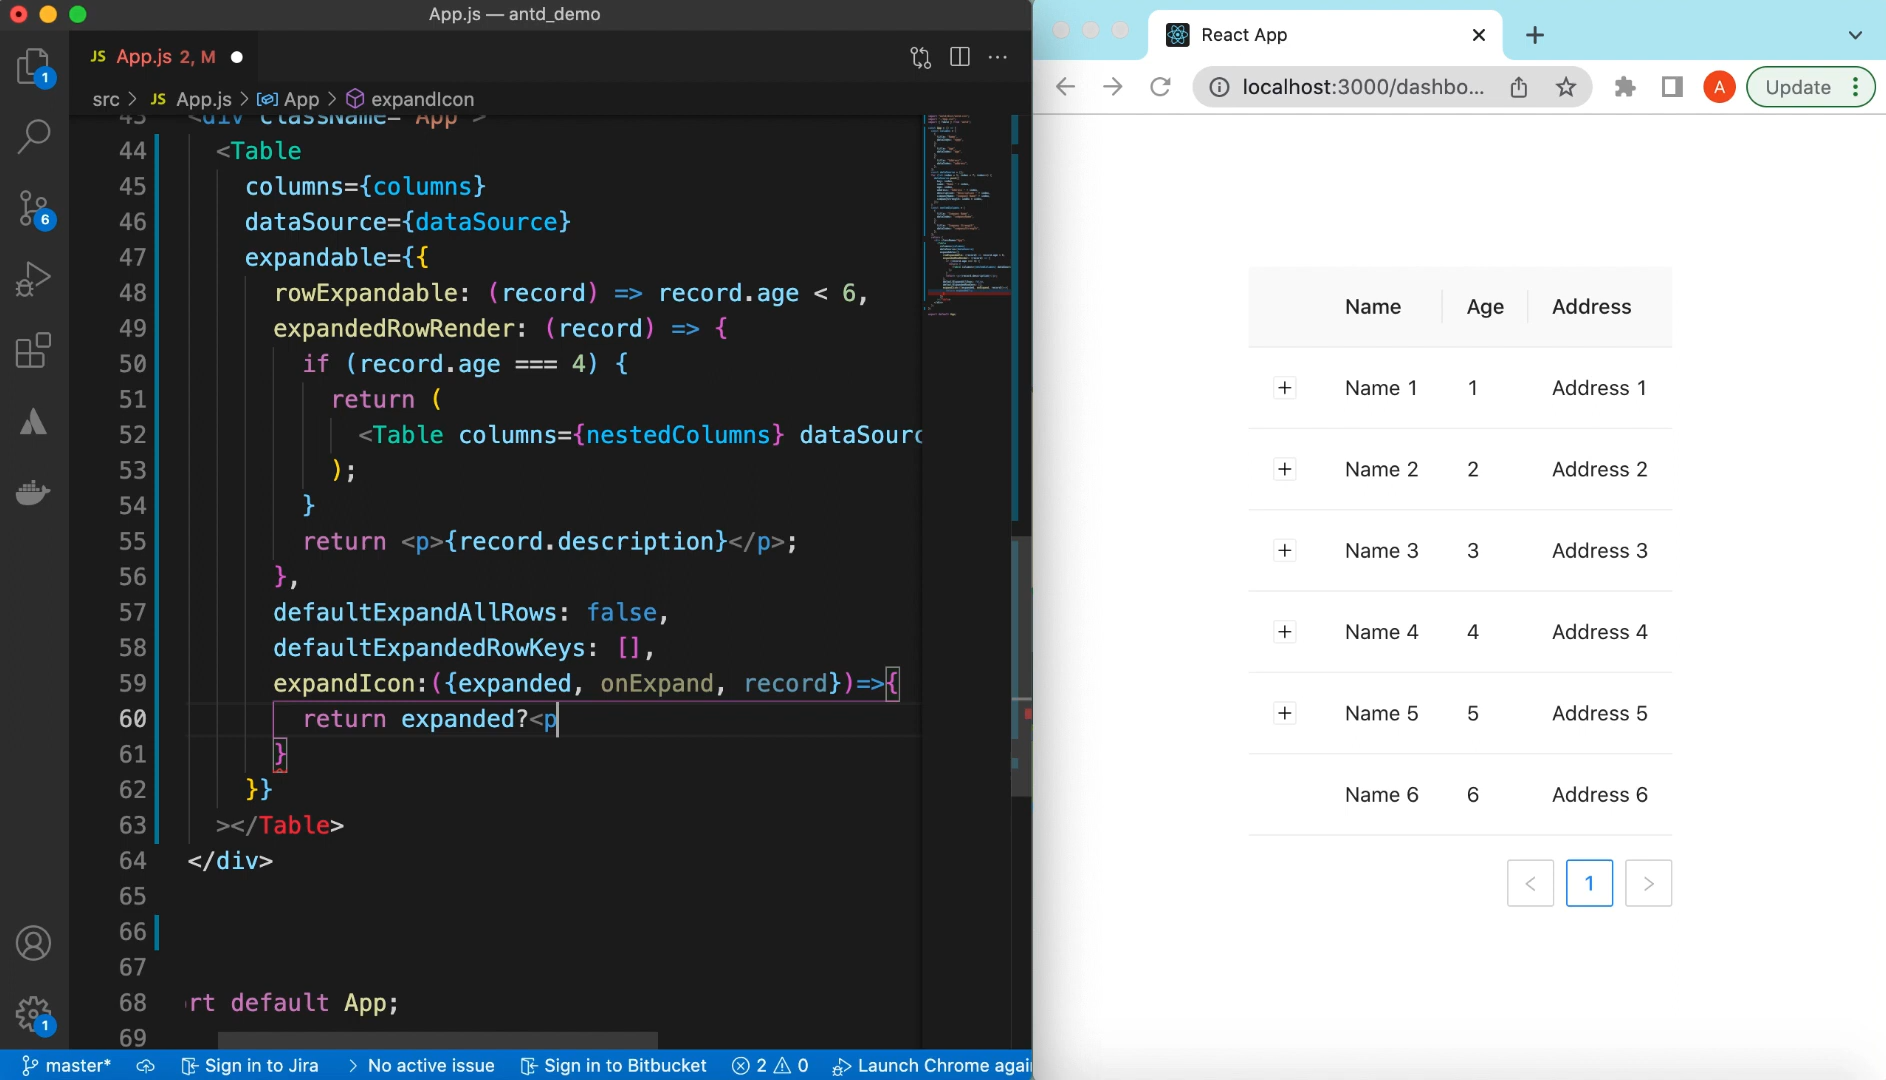 App.js — antd_demo
JS App.js 2, M
src > JS App.js > App > expandIcon
43 <div className="App">
44 <Table
45 columns={columns}
46 dataSource={dataSource}
47 expandable={{
48 rowExpandable: (record) => record.age < 6,
49 expandedRowRender: (record) => {
50 if (record.age === 4) {
51 return (
52 <Table columns={nestedColumns} dataSourc
53 );
54 }
55 return <p>{record.description}</p>;
56 },
57 defaultExpandAllRows: false,
58 defaultExpandedRowKeys: [],
59 expandIcon:({expanded, onExpand, record})=>{
60 return expanded?<p
61 }
62 }}
63 ></Table>
64 </div>
65
66
67
68 rt default App;
69
1
6
1
master* Sign in to Jira > No active issue Sign in to Bitbucket 2 0 Launch Chrome agai
React App
localhost:3000/dashbo...
A
Update
Name Age Address
+ Name 1 1 Address 1
+ Name 2 2 Address 2
+ Name 3 3 Address 3
+ Name 4 4 Address 4
+ Name 5 5 Address 5
Name 6 6 Address 6
< 1 >